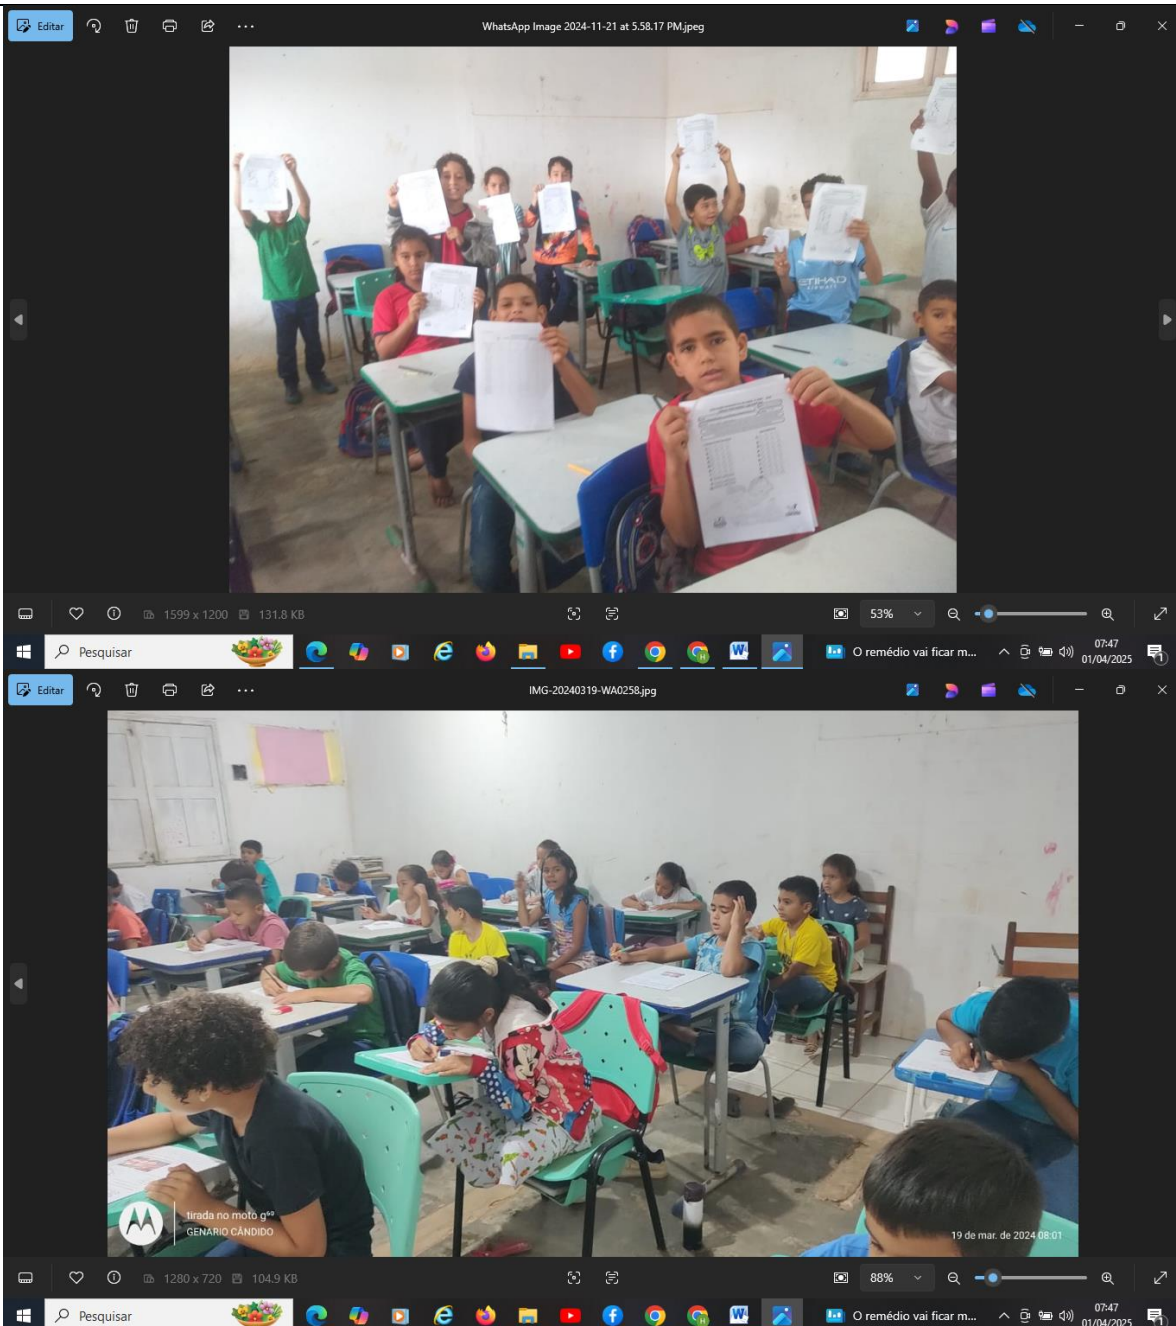 Editar
WhatsApp Image 2024-11-21 at 5.58.17 PM.jpeg
ETIHAD
AIRWAYS
1599 x 1200 131.8 KB
53%
Pesquisar
O remédio vai ficar m...
07:47
01/04/2025
Editar
IMG-20240319-WA0258.jpg
tirada no moto g⁶⁰
GENARIO CÂNDIDO
19 de mar. de 2024 08:01
1280 x 720 104.9 KB
88%
Pesquisar
O remédio vai ficar m...
07:47
01/04/2025